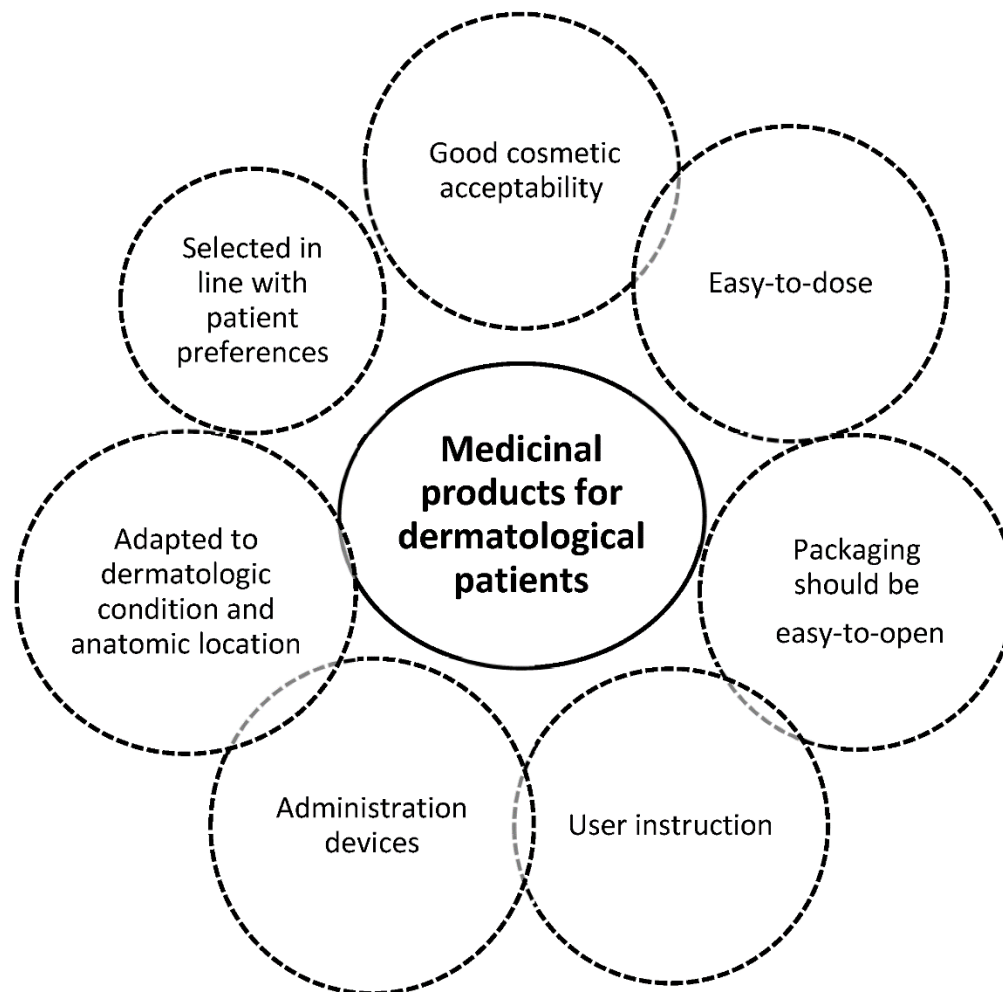 Good cosmetic
acceptability
Easy-to-dose
Selected in
line with
patient
preferences
Medicinal
products for
dermatological
patients
Adapted to
dermatologic
condition and
anatomic location
Packaging
should be
easy-to-open
Administration
devices
User instruction